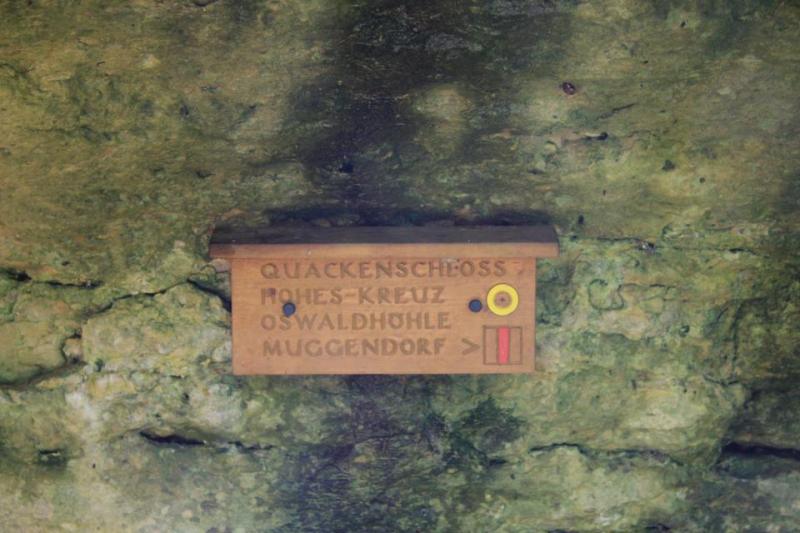 QUACKENSCHLOSS
HOHES-KREUZ
OSWALDHÖHLE
MUGGENDORF >